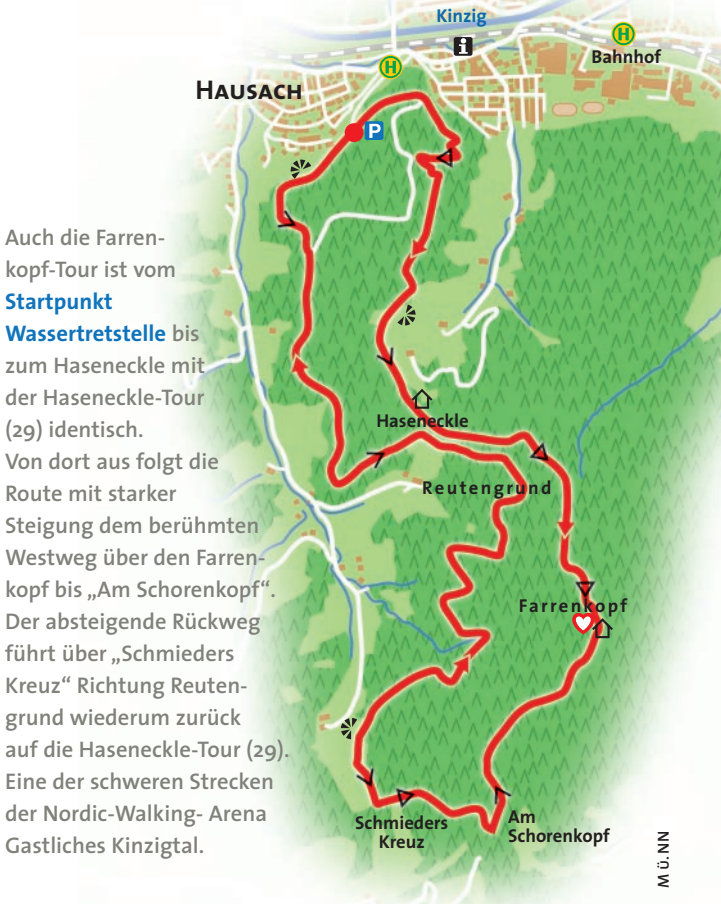 Kinzig
Bahnhof
H
H
i
HAUSACH
P
Auch die Farren-
kopf-Tour ist vom
Startpunkt
Wassertretstelle bis
zum Haseneckle mit
der Haseneckle-Tour
(29) identisch.
Von dort aus folgt die
Route mit starker
Steigung dem berühmten
Westweg über den Farren-
kopf bis „Am Schorenkopf“.
Der absteigende Rückweg
führt über „Schmieders
Kreuz“ Richtung Reuten-
grund wiederum zurück
auf die Haseneckle-Tour (29).
Eine der schweren Strecken
der Nordic-Walking- Arena
Gastliches Kinzigtal.
Haseneckle
Reutengrund
Farrenkopf
Schmieders
Kreuz
Am
Schorenkopf
M Ü.NN